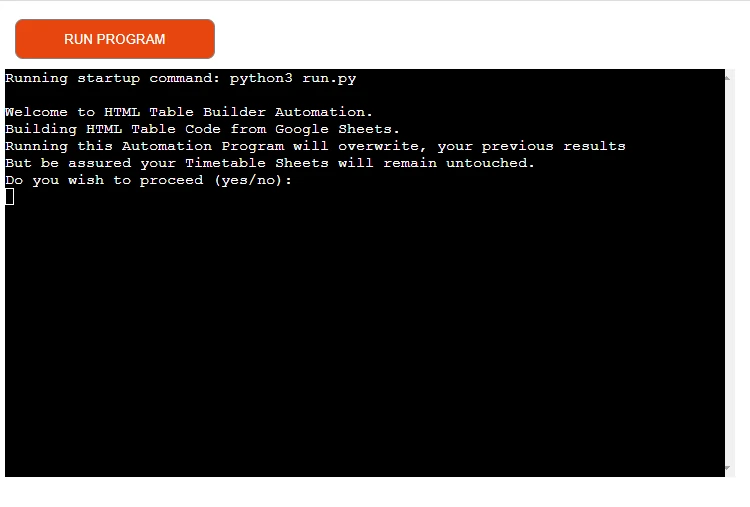 RUN PROGRAM
Running startup command: python3 run.py
Welcome to HTML Table Builder Automation.
Building HTML Table Code from Google Sheets.
Running this Automation Program will overwrite, your previous results
But be assured your Timetable Sheets will remain untouched.
Do you wish to proceed (yes/no):